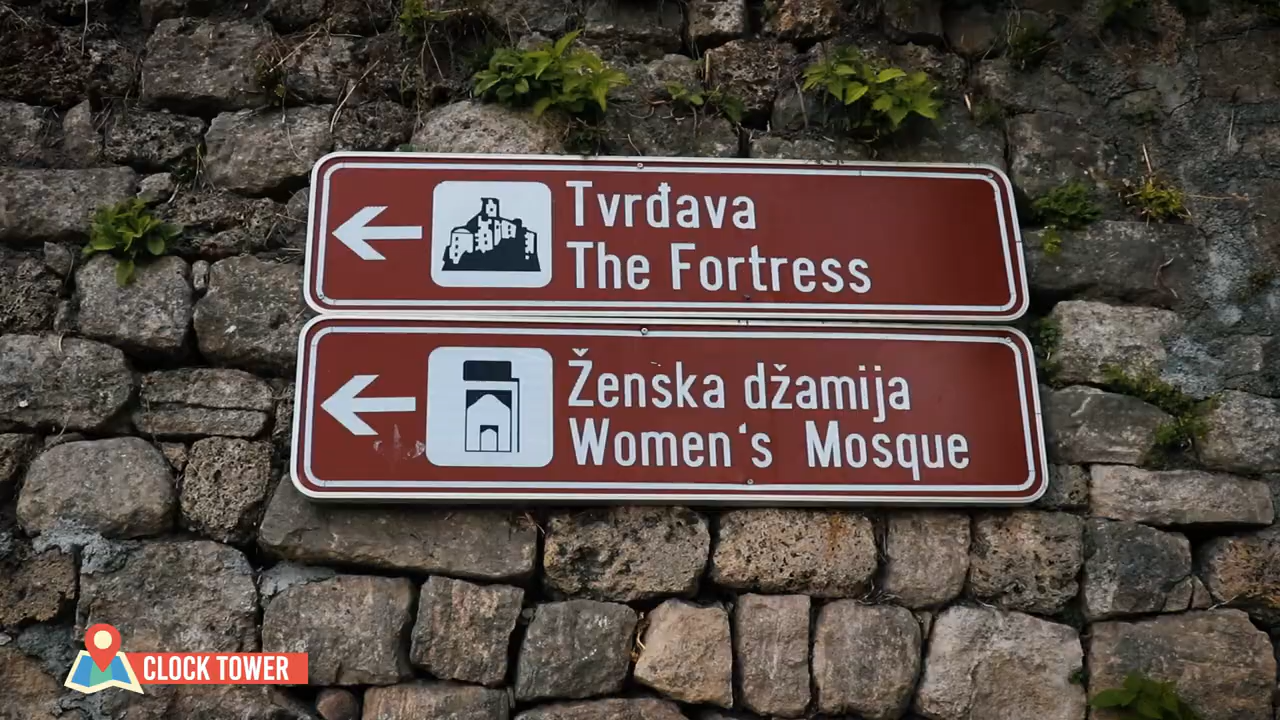 Tvrđava
The Fortress
Ženska džamija
Women's Mosque
CLOCK TOWER